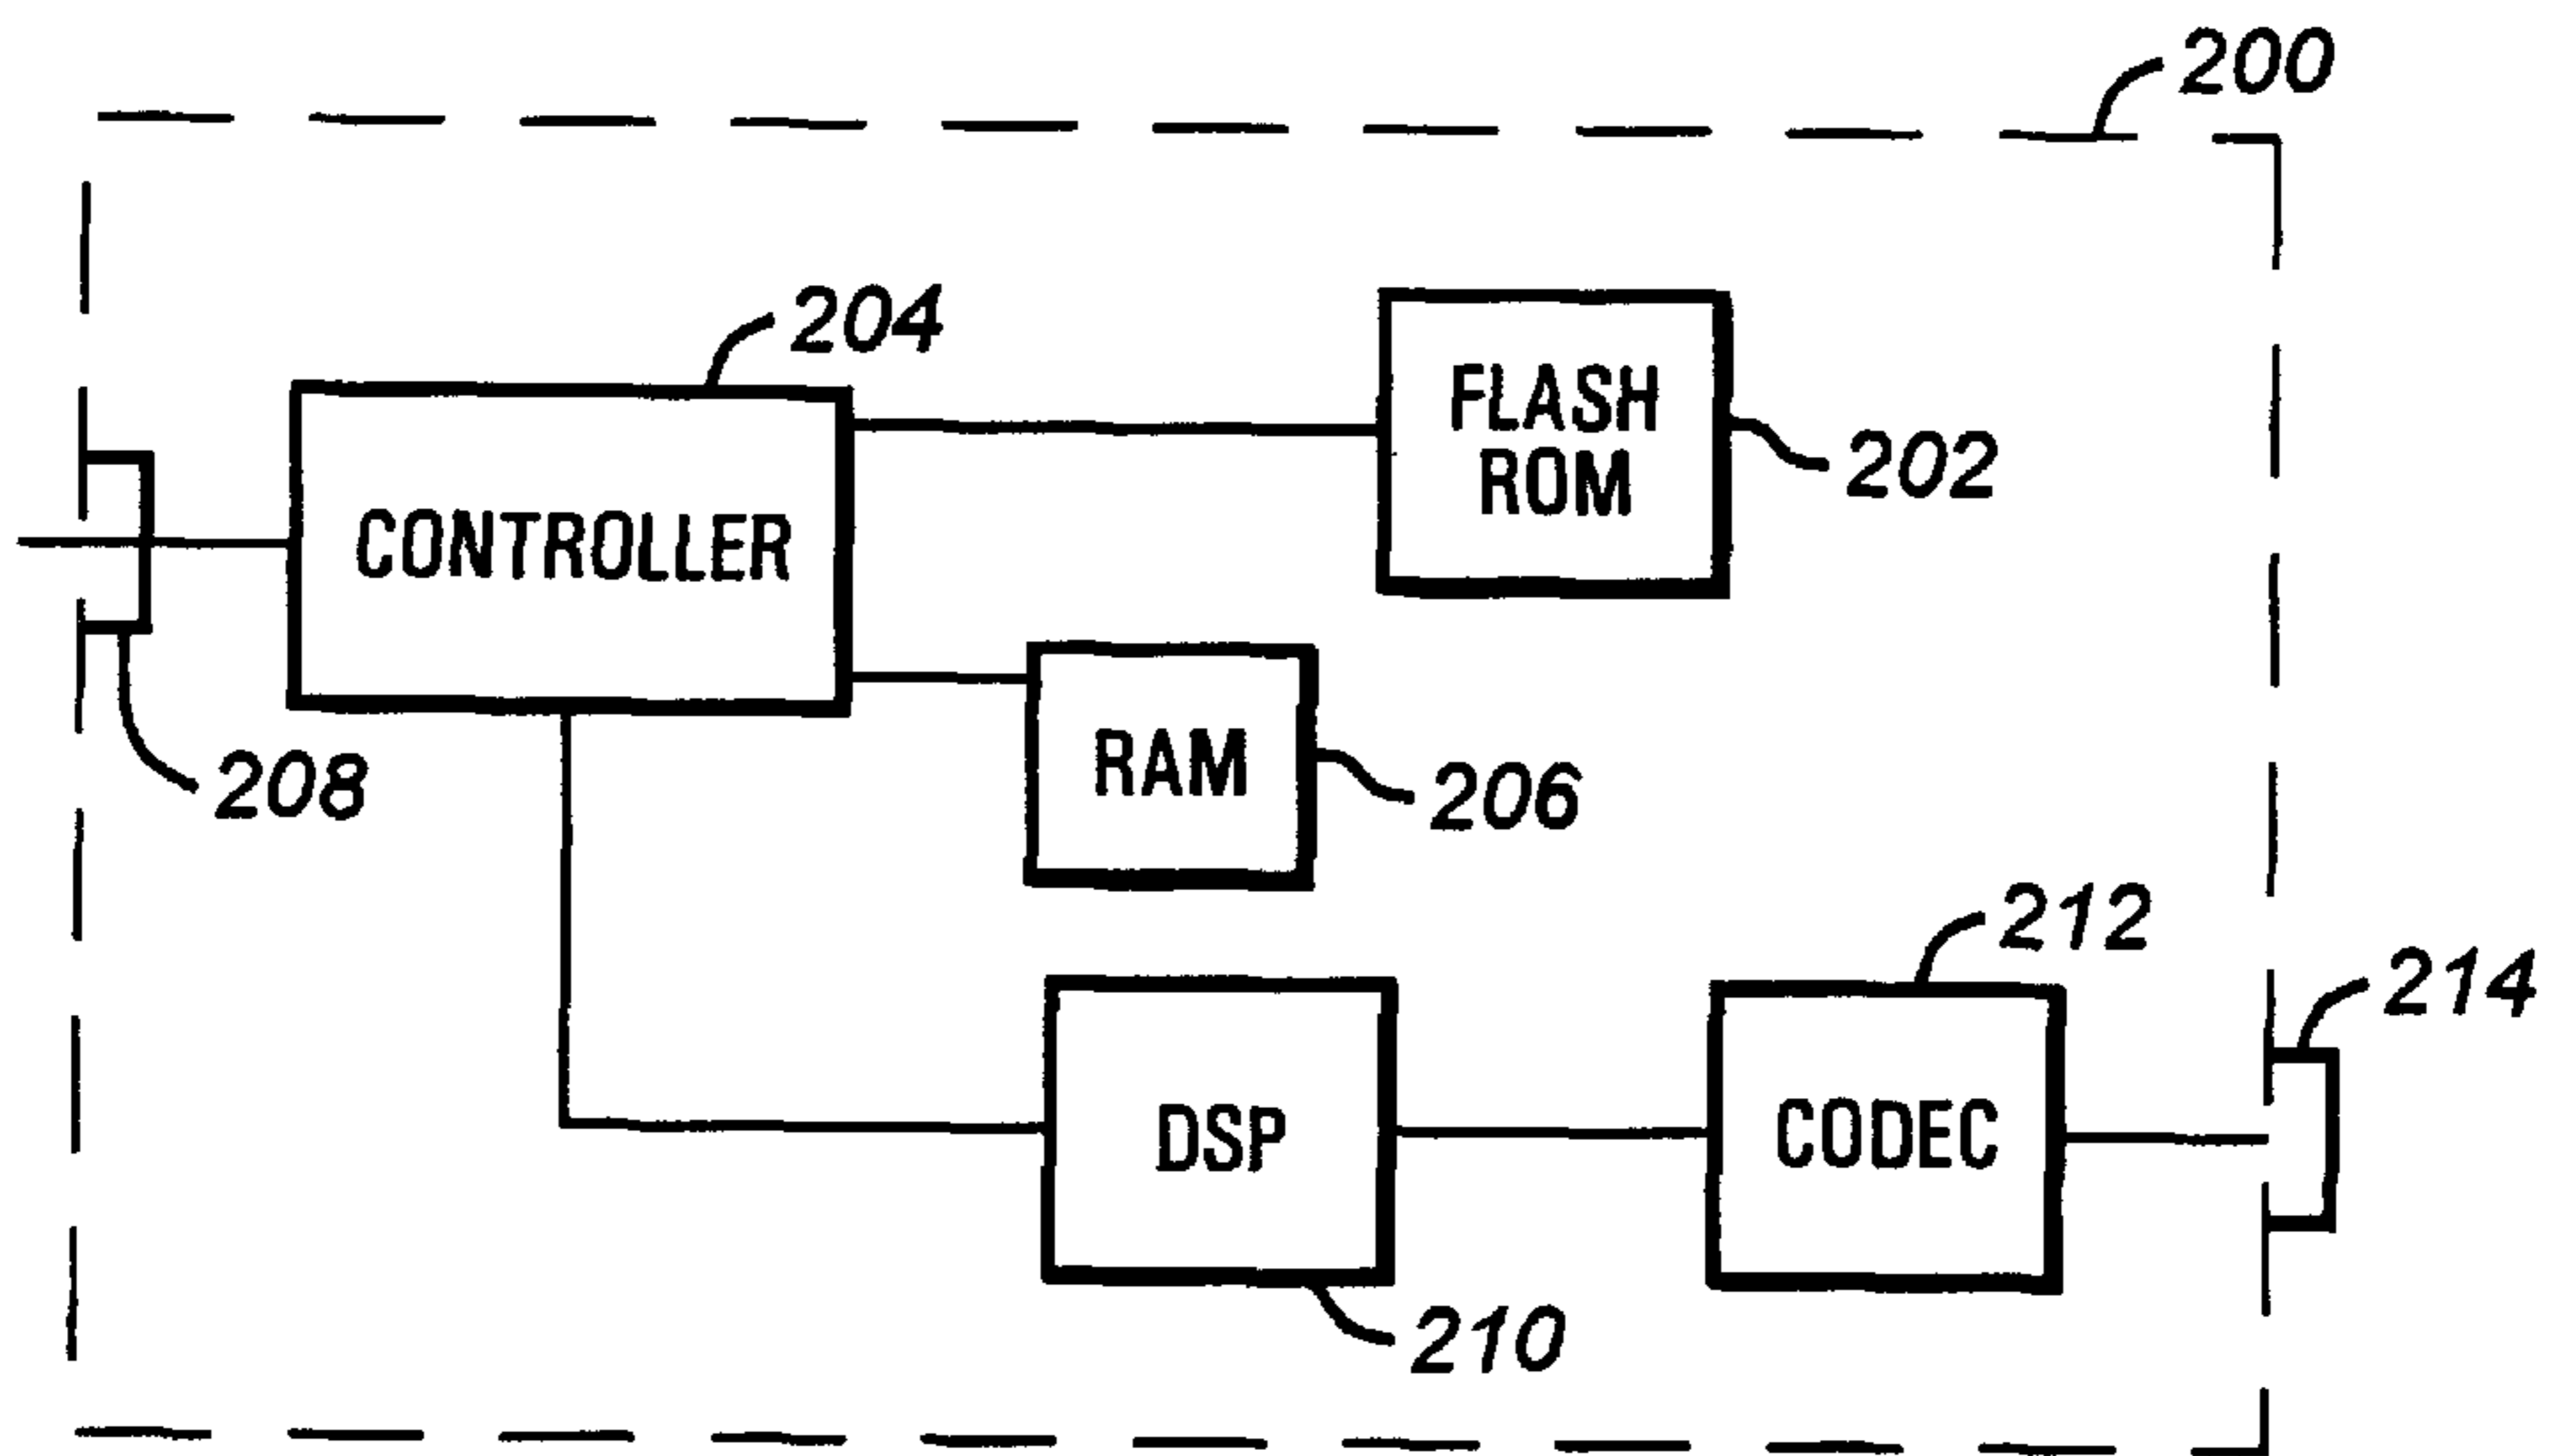 200
204
FLASH
ROM
202
CONTROLLER
208
RAM
206
212
214
DSP
CODEC
210